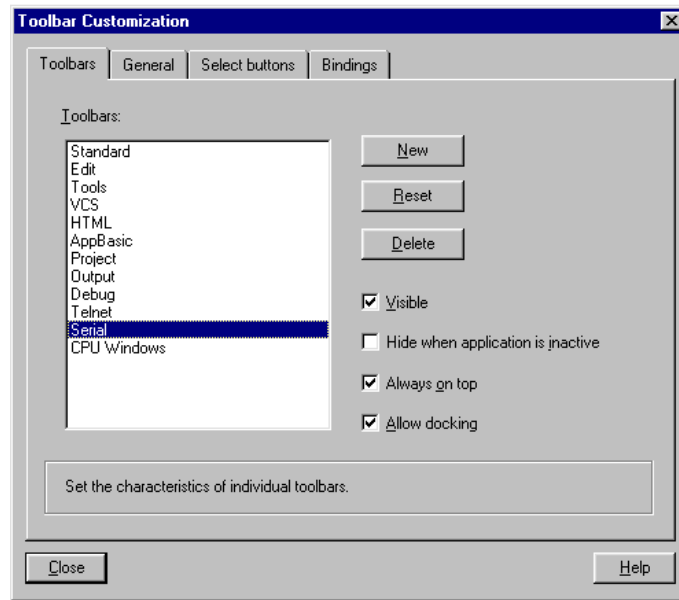 Toolbar Customization
Toolbars General Select buttons Bindings
Toolbars:
Standard
Edit
Tools
VCS
HTML
AppBasic
Project
Output
Debug
Telnet
Serial
CPU Windows
New
Reset
Delete
Visible
Hide when application is inactive
Always on top
Allow docking
Set the characteristics of individual toolbars.
Close Help